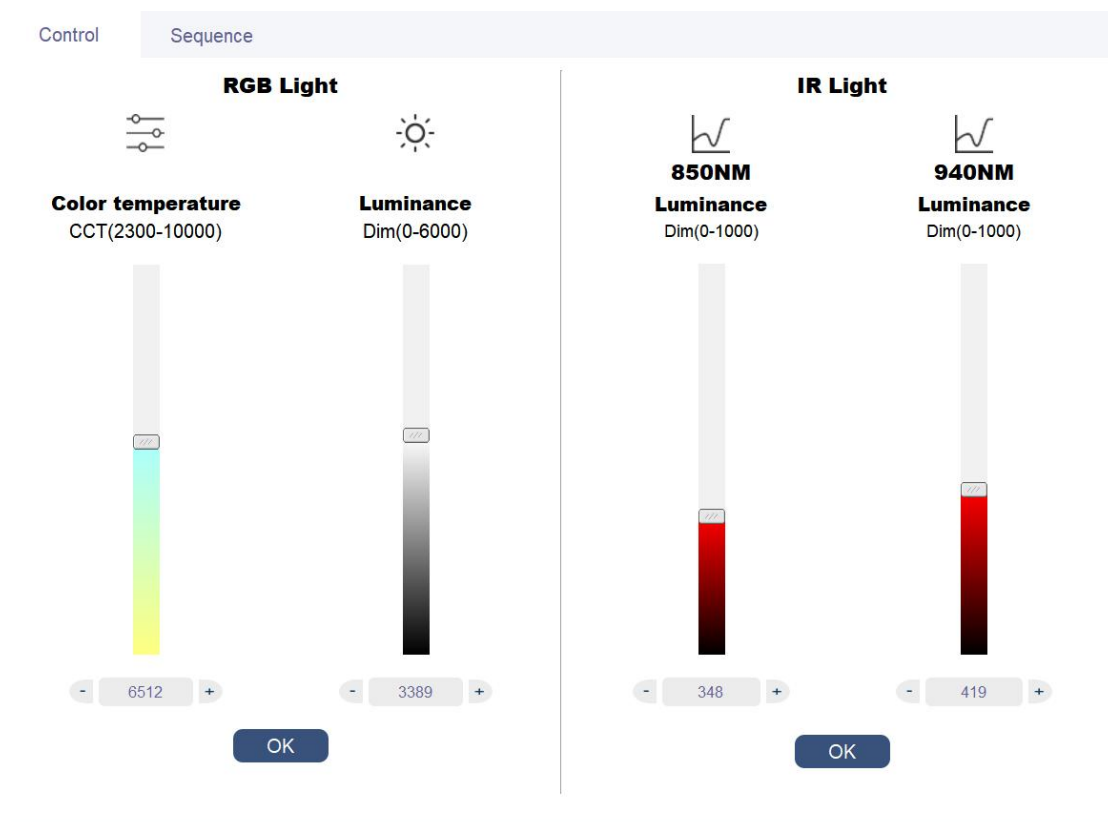 Control
Sequence
RGB Light
Color temperature
CCT(2300-10000)
Luminance
Dim(0-6000)
- 6512 +
- 3389 +
OK
IR Light
850NM
Luminance
Dim(0-1000)
940NM
Luminance
Dim(0-1000)
- 348 +
- 419 +
OK